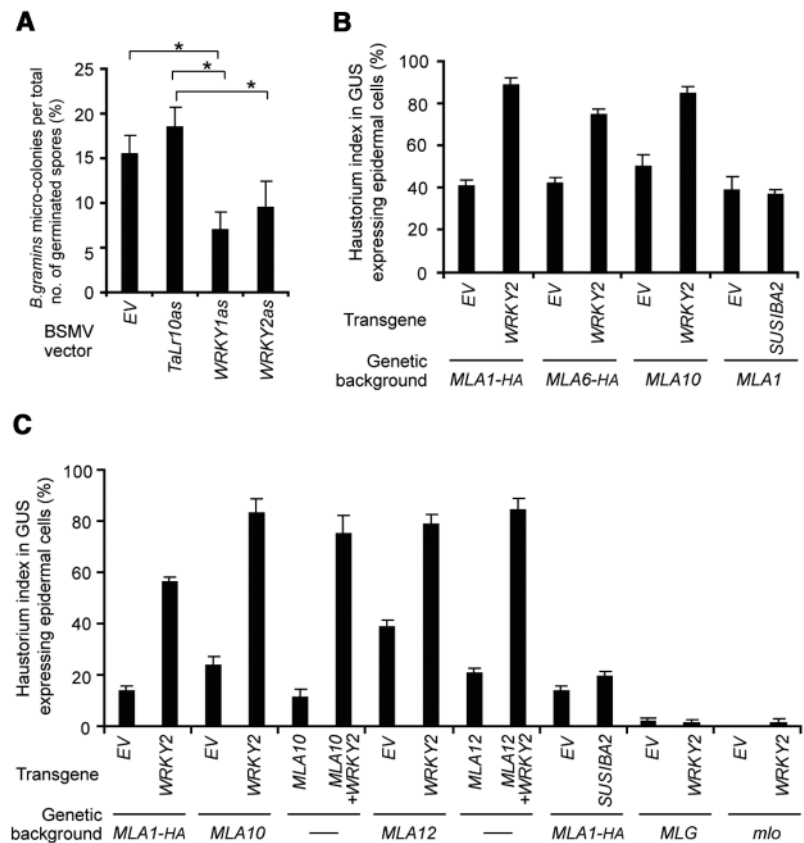 A
B. gramins micro-colonies per total
no. of germinated spores (%)
25
20
15
10
5
0
* * *
BSMV
vector
EV TaLr10as WRKY1as WRKY2as
B
Haustorium index in GUS
expressing epidermal cells (%)
100
80
60
40
20
0
Transgene
EV WRKY2 EV WRKY2 EV WRKY2 EV SUSIBA2
Genetic
background
MLA1-HA MLA6-HA MLA10 MLA1
C
Haustorium index in GUS
expressing epidermal cells (%)
100
80
60
40
20
0
Transgene
EV WRKY2 EV WRKY2 MLA10 MLA10 +WRKY2 EV WRKY2 MLA12 MLA12 +WRKY2 EV SUSIBA2 EV WRKY2 WRKY2
Genetic
background
MLA1-HA MLA10 — MLA12 — MLA1-HA MLG mlo